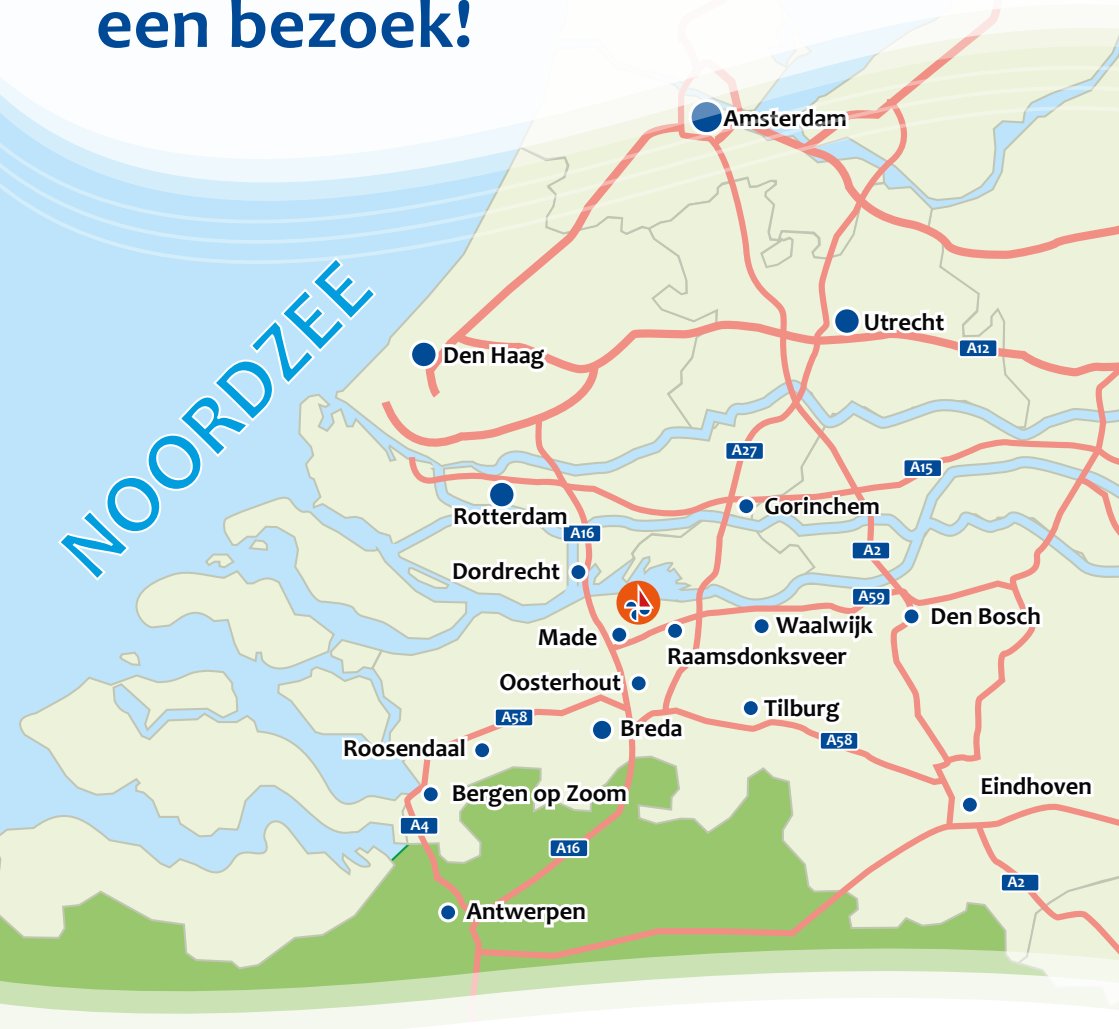 een bezoek!
Amsterdam
NOORDZEE
Utrecht
A12
Den Haag
A27
A15
Rotterdam
Gorinchem
A16
A2
Dordrecht
A59
Made
Waalwijk
Den Bosch
Raamsdonksveer
Oosterhout
Tilburg
A58
Breda
A58
Roosendaal
Eindhoven
Bergen op Zoom
A4
A16
A2
Antwerpen